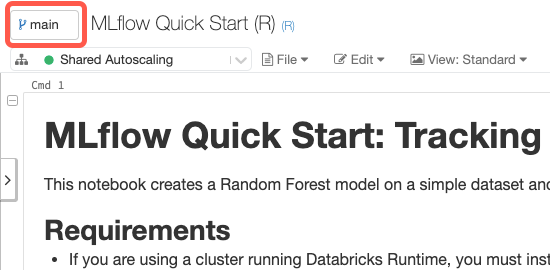 main MLflow Quick Start (R) (R)
Shared Autoscaling File Edit View: Standard
Cmd 1
MLflow Quick Start: Tracking
This notebook creates a Random Forest model on a simple dataset and
Requirements
• If you are using a cluster running Databricks Runtime, you must inst